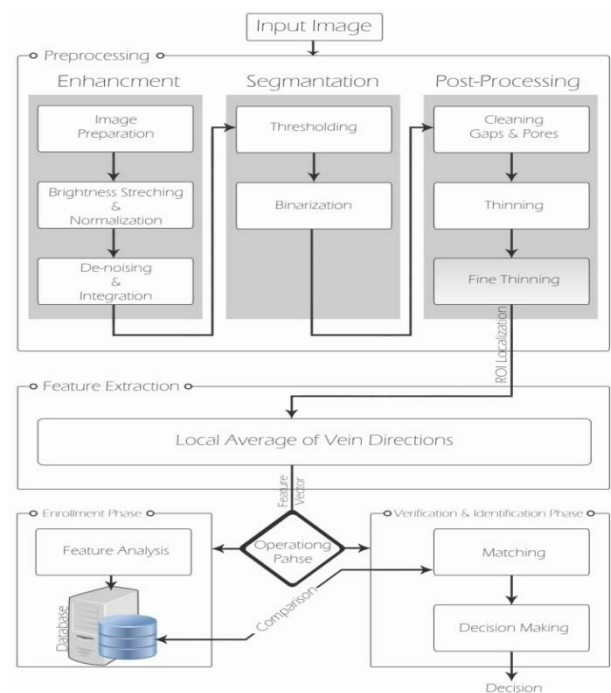 Input Image
Preprocessing
Enhancment
Image
Preparation
Brightness Streching
&
Normalization
De-noising
&
Integration
Segmantation
Thresholding
Binarization
Post-Processing
Cleaning
Gaps & Pores
Thinning
Fine Thinning
ROI Localization
Feature Extraction
Local Average of Vein Directions
Feature
Vector
Operationg
Pahse
Enrollment Phase
Feature Analysis
Database
Comparison
Verification & Identification Phase
Matching
Decision Making
Decision